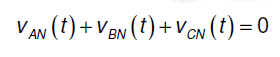 v_AN (t) + v_BN (t) + v_CN (t) = 0